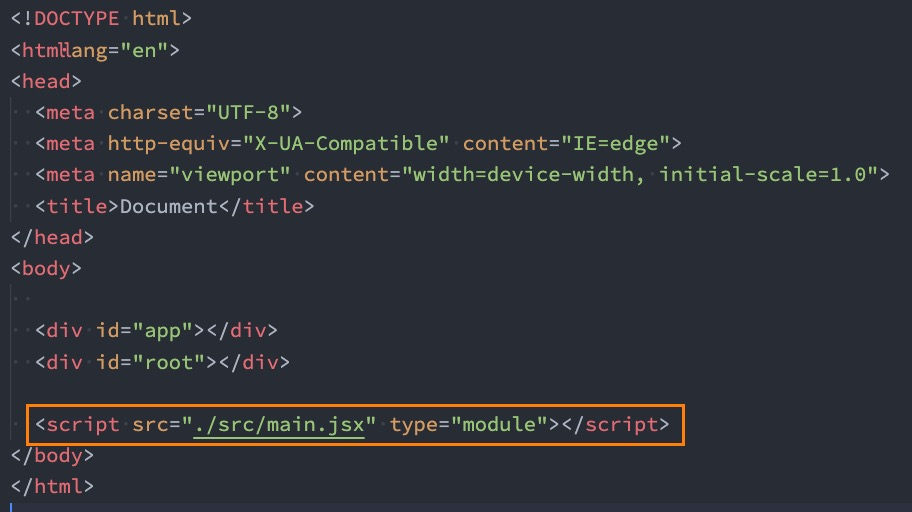 <!DOCTYPE html>
<html lang="en">
<head>
<meta charset="UTF-8">
<meta http-equiv="X-UA-Compatible" content="IE=edge">
<meta name="viewport" content="width=device-width, initial-scale=1.0">
<title>Document</title>
</head>
<body>
<div id="app"></div>
<div id="root"></div>
<script src="./src/main.jsx" type="module"></script>
</body>
</html>